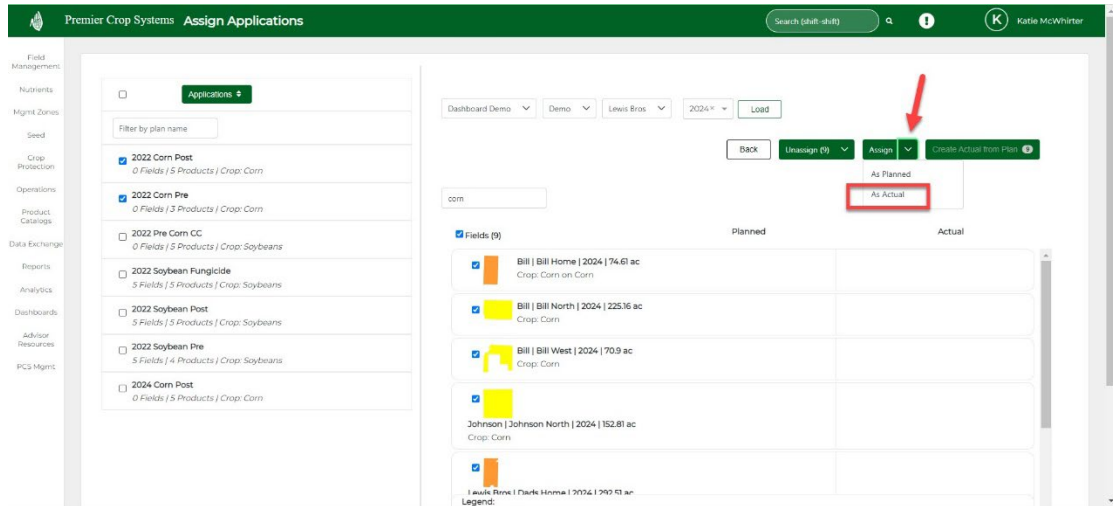 Premier Crop Systems Assign Applications
Search (shift-shift)
K Katie McWhirter
Field Management
Nutrients
Mgmt Zones
Seed
Crop Protection
Operations
Product Catalogs
Data Exchange
Reports
Analytics
Dashboards
Advisor Resources
PCS Mgmt
Applications
Filter by plan name
2022 Corn Post
0 Fields | 5 Products | Crop: Corn
2022 Corn Pre
0 Fields | 3 Products | Crop: Corn
2022 Pre Corn CC
0 Fields | 5 Products | Crop: Soybeans
2022 Soybean Fungicide
5 Fields | 5 Products | Crop: Soybeans
2022 Soybean Post
5 Fields | 5 Products | Crop: Soybeans
2022 Soybean Pre
5 Fields | 4 Products | Crop: Soybeans
2024 Corn Post
0 Fields | 5 Products | Crop: Corn
Dashboard Demo Demo Lewis Bros 2024× Load
Back Unassign (9) Assign Create Actual from Plan
As Planned
As Actual
corn
Fields (9) Planned Actual
Bill | Bill Home | 2024 | 74.61 ac
Crop: Corn on Corn
Bill | Bill North | 2024 | 225.16 ac
Crop: Corn
Bill | Bill West | 2024 | 70.9 ac
Crop: Corn
Johnson | Johnson North | 2024 | 152.81 ac
Crop: Corn
Lewis Bros | Dads Home | 2024 | 292.51 ac
Legend: